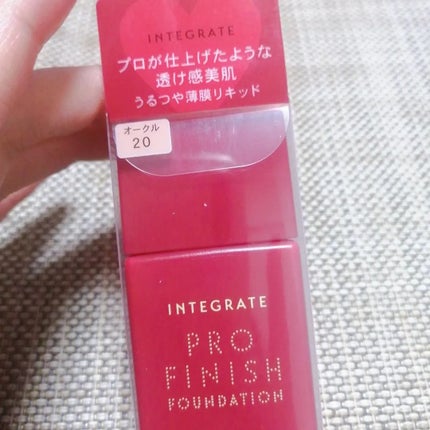 INTEGRATE
プロが仕上げたような
透け感美肌
うるつや薄膜リキッド
オークル
20
INTEGRATE
PRO
FINISH
FOUNDATION